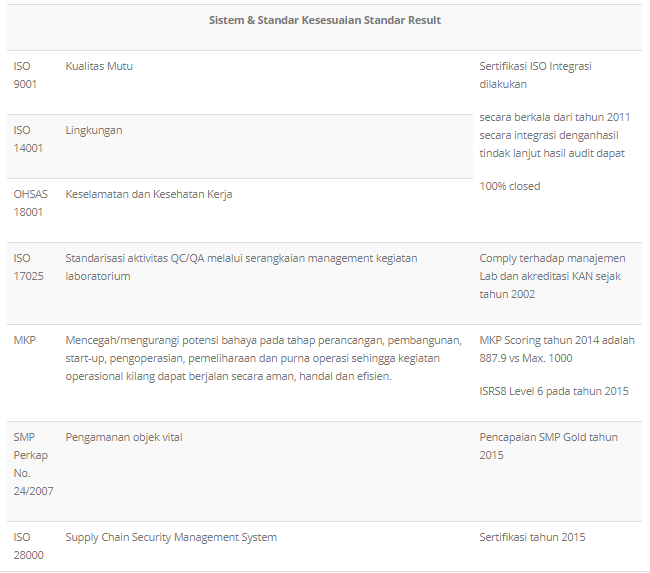 Sistem & Standar Kesesuaian Standar Result
ISO
9001
Kualitas Mutu
Sertifikasi ISO Integrasi
dilakukan
secara berkala dari tahun 2011
secara integrasi denganhasil
tindak lanjut hasil audit dapat
100% closed
ISO
14001
Lingkungan
OHSAS
18001
Keselamatan dan Kesehatan Kerja
ISO
17025
Standarisasi aktivitas QC/QA melalui serangkaian management kegiatan
laboratorium
Comply terhadap manajemen
Lab dan akreditasi KAN sejak
tahun 2002
MKP
Mencegah/mengurangi potensi bahaya pada tahap perancangan, pembangunan,
start-up, pengoperasian, pemeliharaan dan purna operasi sehingga kegiatan
operasional kilang dapat berjalan secara aman, handal dan efisien.
MKP Scoring tahun 2014 adalah
887.9 vs Max. 1000
ISRS8 Level 6 pada tahun 2015
SMP
Perkap
No.
24/2007
Pengamanan objek vital
Pencapaian SMP Gold tahun
2015
ISO
28000
Supply Chain Security Management System
Sertifikasi tahun 2015